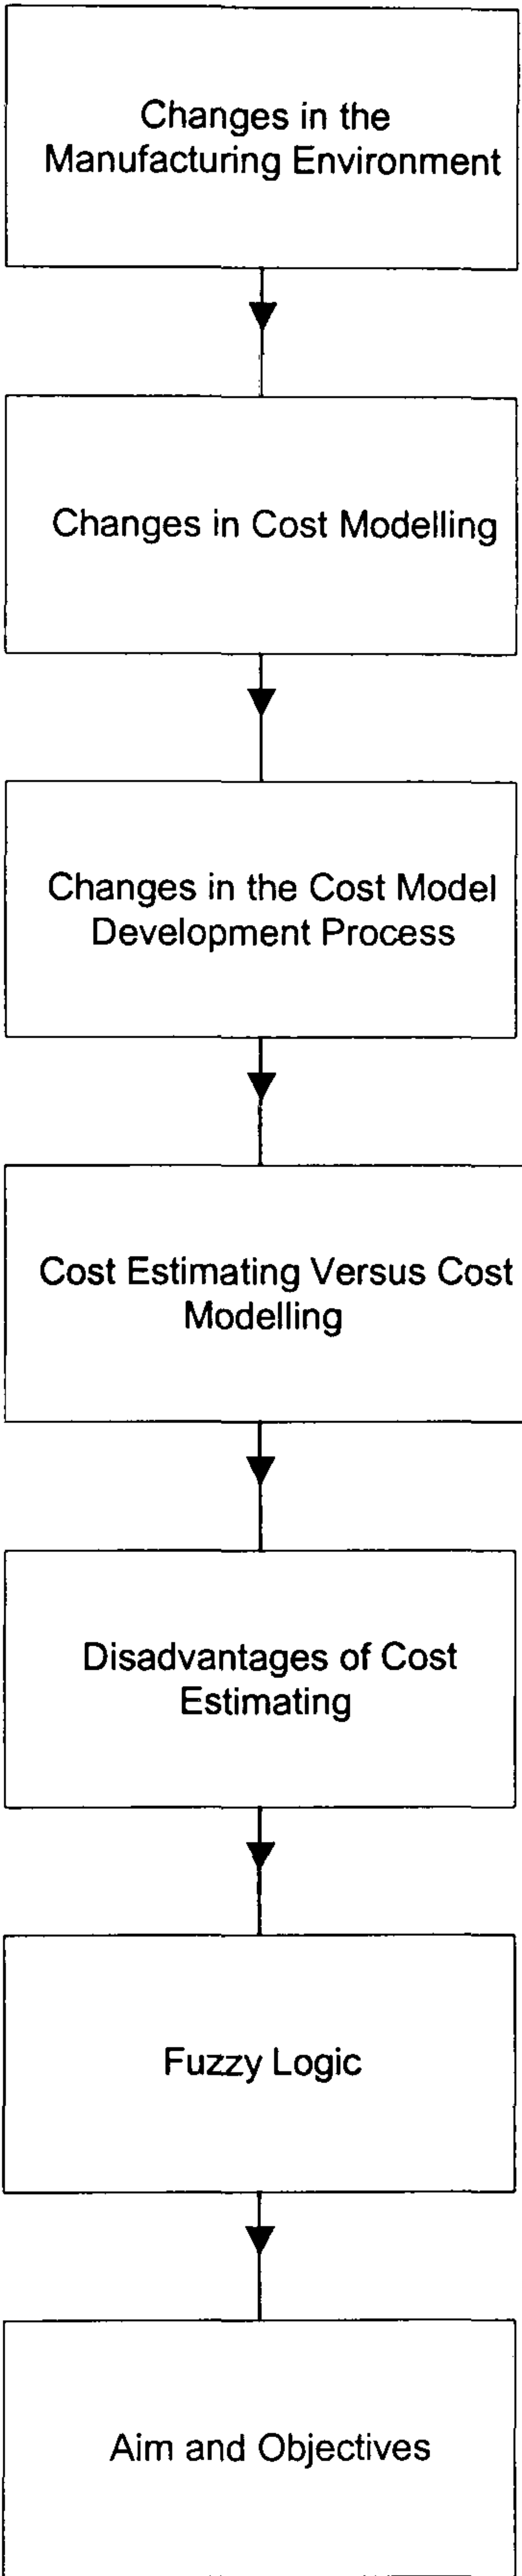 Changes in the
Manufacturing Environment
Changes in Cost Modelling
Changes in the Cost Model
Development Process
Cost Estimating Versus Cost
Modelling
Disadvantages of Cost
Estimating
Fuzzy Logic
Aim and Objectives